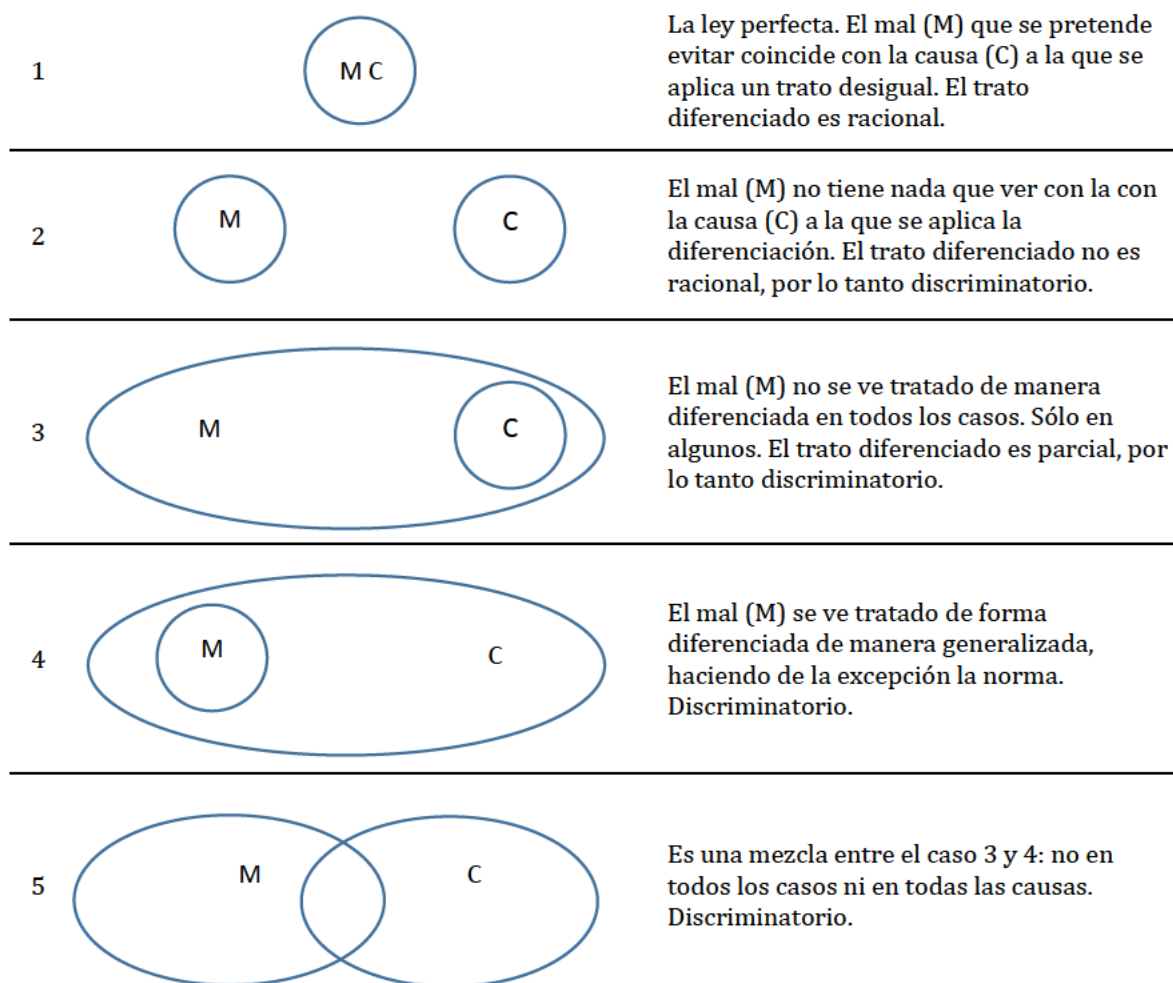 1
M C
La ley perfecta. El mal (M) que se pretende
evitar coincide con la causa (C) a la que se
aplica un trato desigual. El trato
diferenciado es racional.
2
M
C
El mal (M) no tiene nada que ver con la con
la causa (C) a la que se aplica la
diferenciación. El trato diferenciado no es
racional, por lo tanto discriminatorio.
3
M
C
El mal (M) no se ve tratado de manera
diferenciada en todos los casos. Sólo en
algunos. El trato diferenciado es parcial, por
lo tanto discriminatorio.
4
M
C
El mal (M) se ve tratado de forma
diferenciada de manera generalizada,
haciendo de la excepción la norma.
Discriminatorio.
5
M
C
Es una mezcla entre el caso 3 y 4: no en
todos los casos ni en todas las causas.
Discriminatorio.